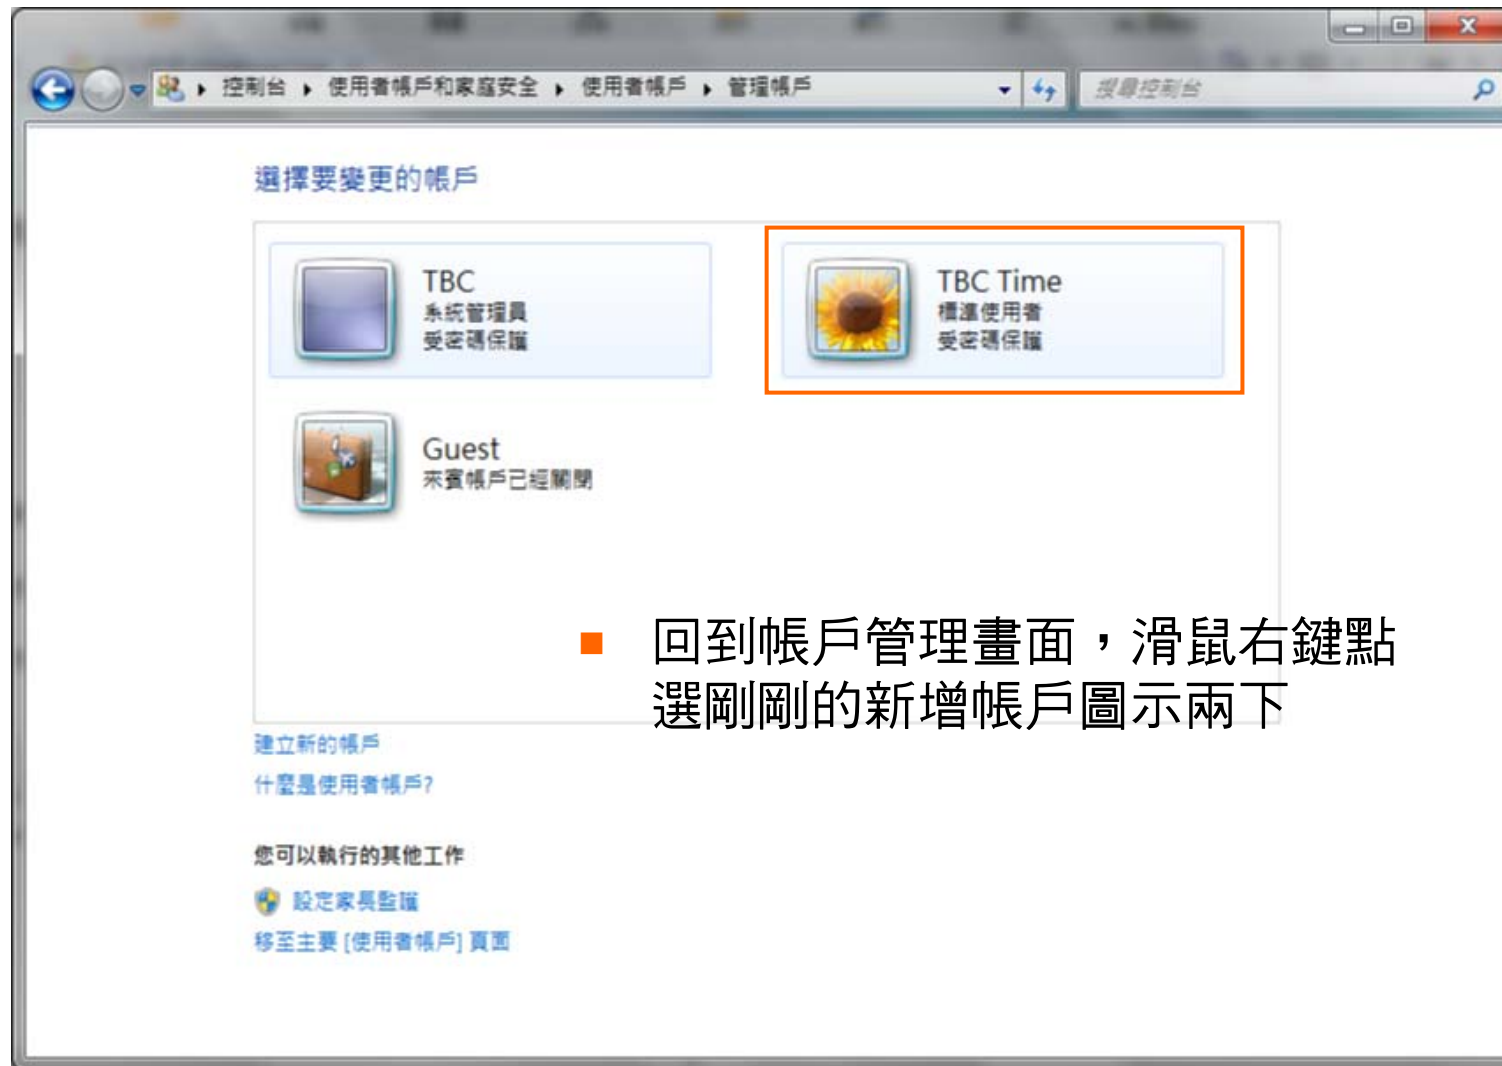 控制台 ▸ 使用者帳戶和家庭安全 ▸ 使用者帳戶 ▸ 管理帳戶
搜尋控制台
選擇要變更的帳戶
TBC
系統管理員
受密碼保護
TBC Time
標準使用者
受密碼保護
Guest
來賓帳戶已經關閉
■ 回到帳戶管理畫面，滑鼠右鍵點
選剛剛的新增帳戶圖示兩下
建立新的帳戶
什麼是使用者帳戶?
您可以執行的其他工作
設定家長監護
移至主要 [使用者帳戶] 頁面